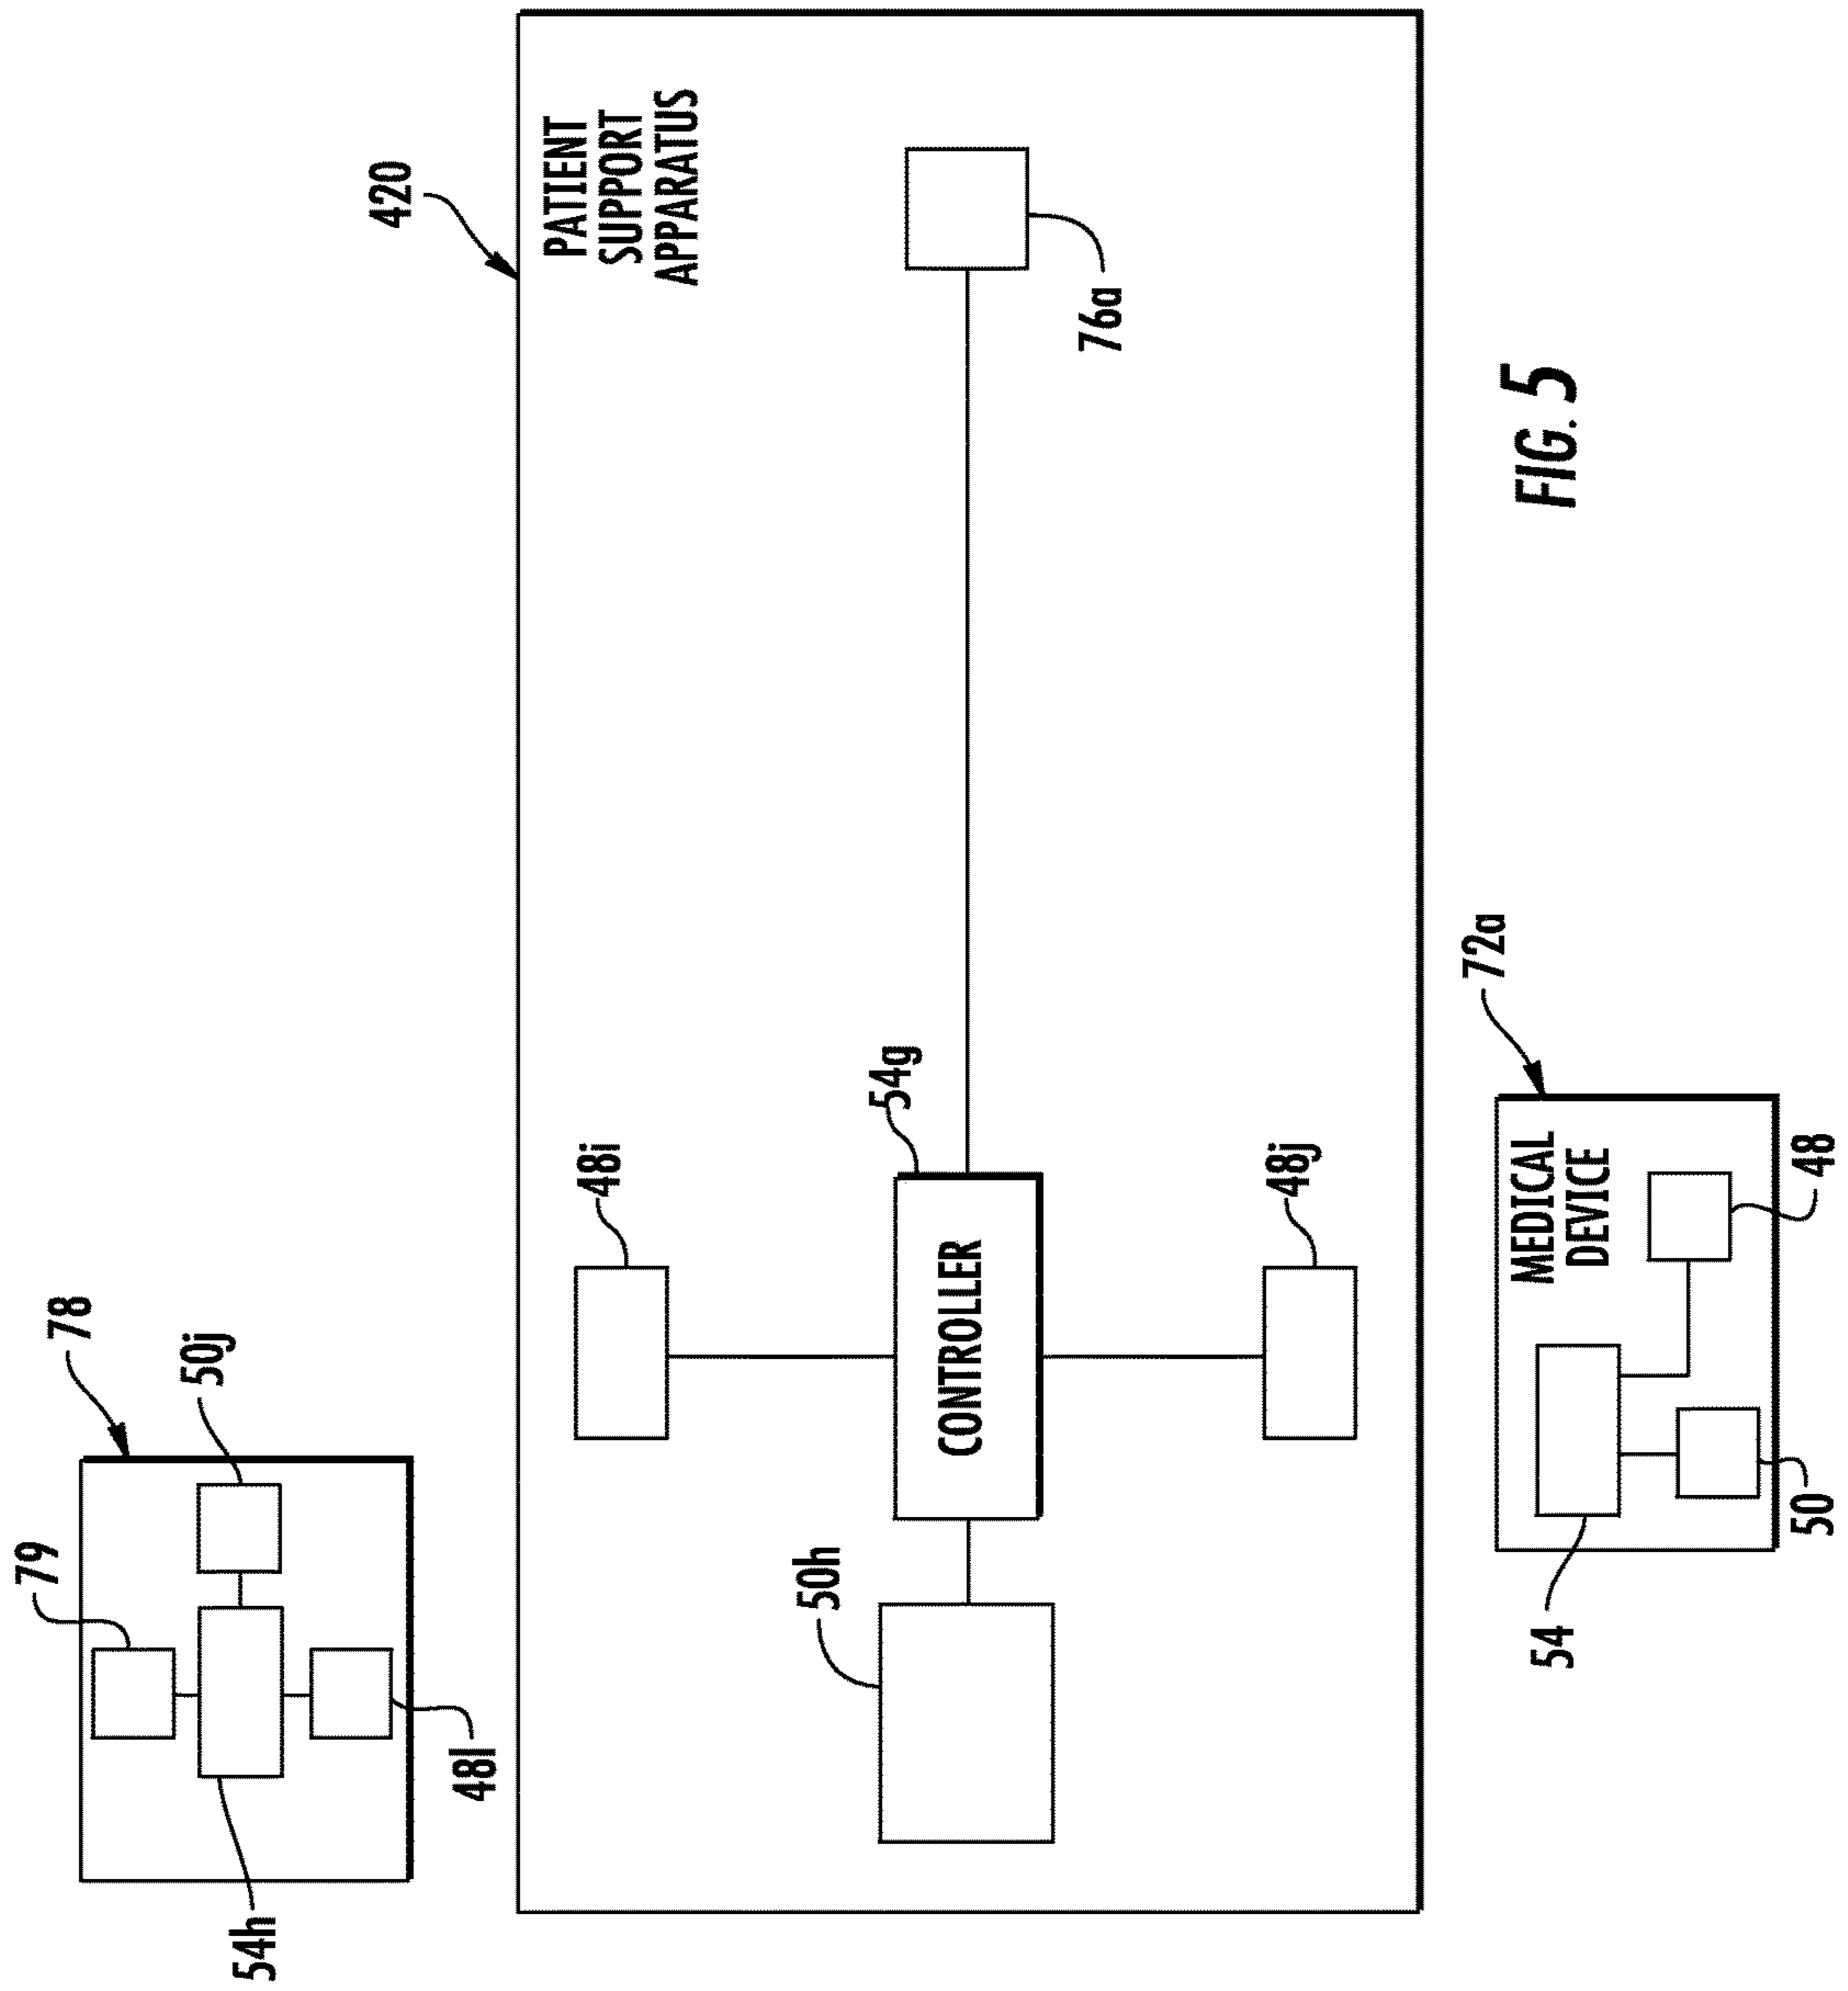 78
79
50j
54h
48l
420
PATIENT
SUPPORT
APPARATUS
48i
54g
CONTROLLER
50h
76a
48j
72a
MEDICAL
DEVICE
54
50
48
FIG. 5